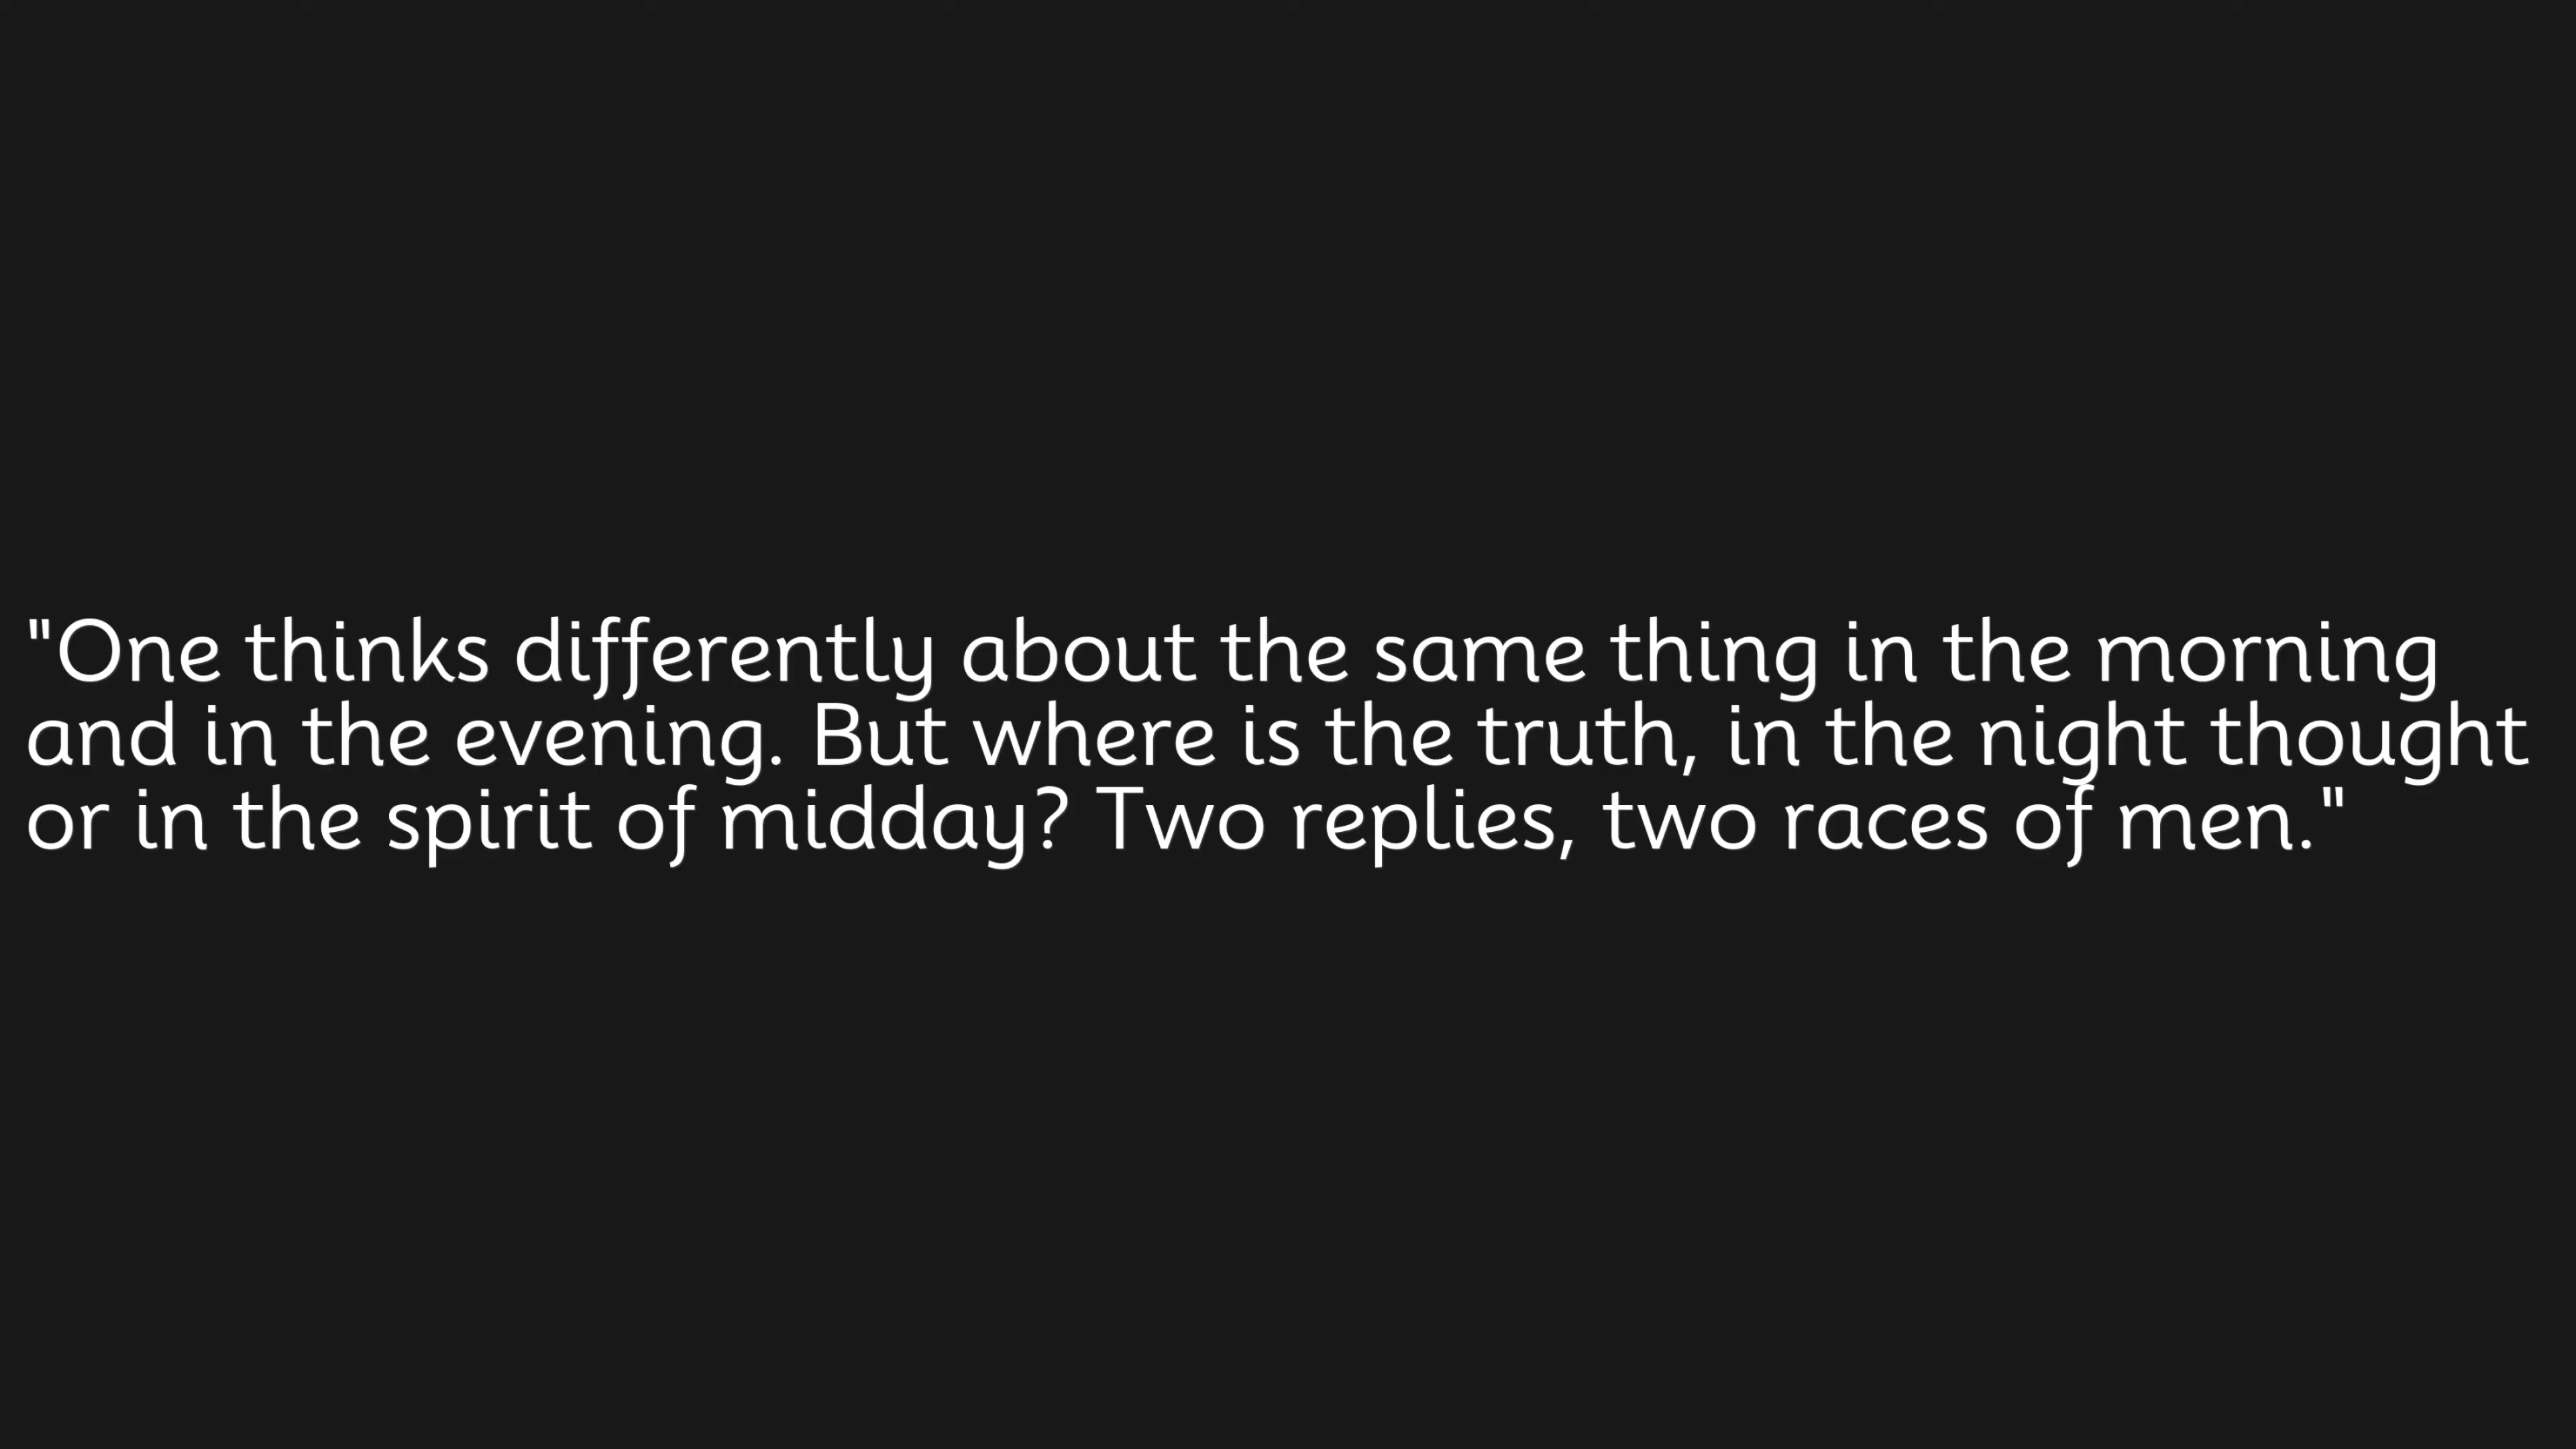 "One thinks differently about the same thing in the morning
and in the evening. But where is the truth, in the night thought
or in the spirit of midday? Two replies, two races of men."